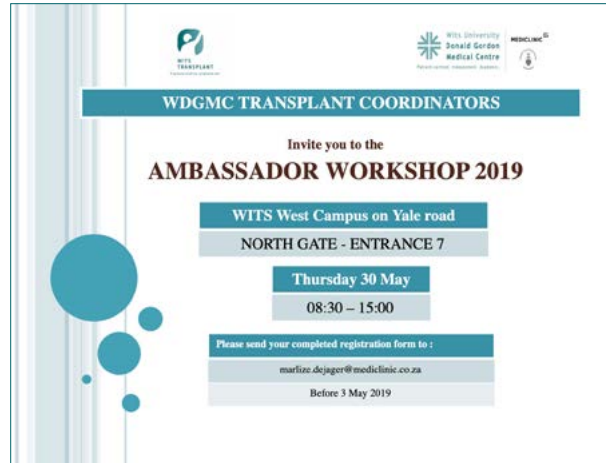 WITS
TRANSPLANT
Wits University
Donald Gordon
Medical Centre
MEDICLINIC
WDGMC TRANSPLANT COORDINATORS
Invite you to the
AMBASSADOR WORKSHOP 2019
WITS West Campus on Yale road
NORTH GATE - ENTRANCE 7
Thursday 30 May
08:30 – 15:00
Please send your completed registration form to :
marlize.dejager@mediclinic.co.za
Before 3 May 2019